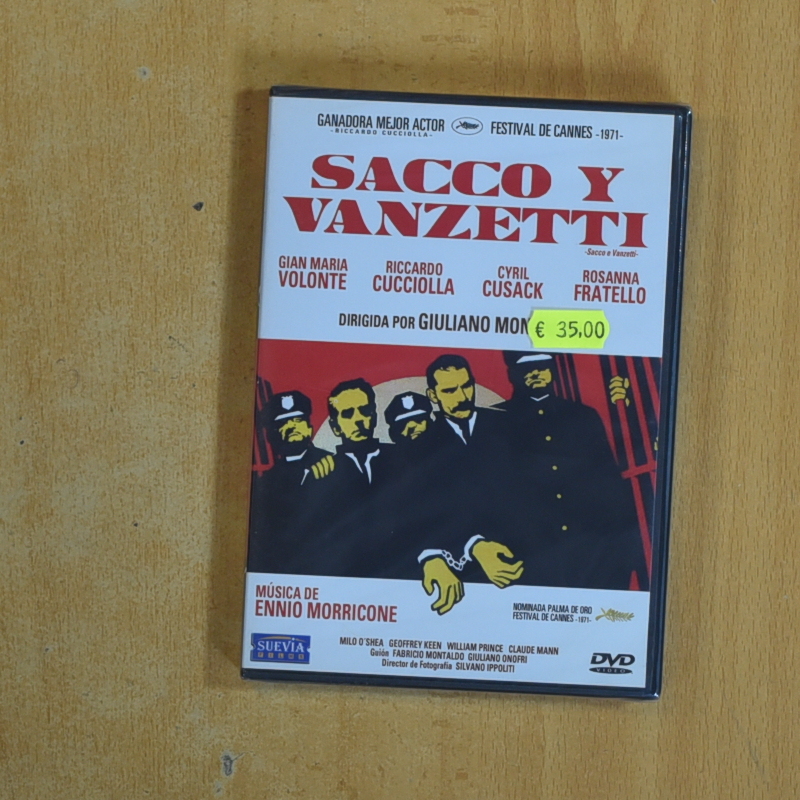 GANADORA MEJOR ACTOR
-RICCARDO CUCCIOLLA-
FESTIVAL DE CANNES -1971-
SACCO Y
VANZETTI
-Sacco e Vanzetti-
GIAN MARIA
VOLONTE
RICCARDO
CUCCIOLLA
CYRIL
CUSACK
ROSANNA
FRATELLO
DIRIGIDA POR GIULIANO MON
€ 35,00
MÚSICA DE
ENNIO MORRICONE
NOMINADA PALMA DE ORO
FESTIVAL DE CANNES -1971-
SUEVIA
FILMS
MILO O'SHEA GEOFFREY KEEN WILLIAM PRINCE CLAUDE MANN
Guión FABRICIO MONTALDO GIULIANO ONOFRI
Director de Fotografía SILVANO IPPOLITI
DVD
VIDEO